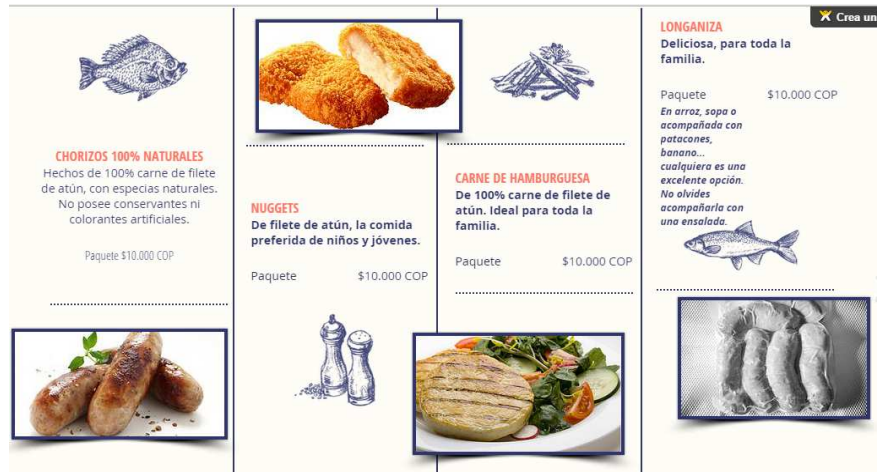 CHORIZOS 100% NATURALES
Hechos de 100% carne de filete
de atún, con especias naturales.
No posee conservantes ni
colorantes artificiales.
Paquete $10.000 COP
NUGGETS
De filete de atún, la comida
preferida de niños y jóvenes.
Paquete $10.000 COP
CARNE DE HAMBURGUESA
De 100% carne de filete de
atún. Ideal para toda la
familia.
Paquete $10.000 COP
LONGANIZA
Deliciosa, para toda la
familia.
Paquete $10.000 COP
En arroz, sopa o
acompañada con
patacones,
banano...
cualquiera es una
excelente opción.
No olvides
acompañarla con
una ensalada.
Crea un